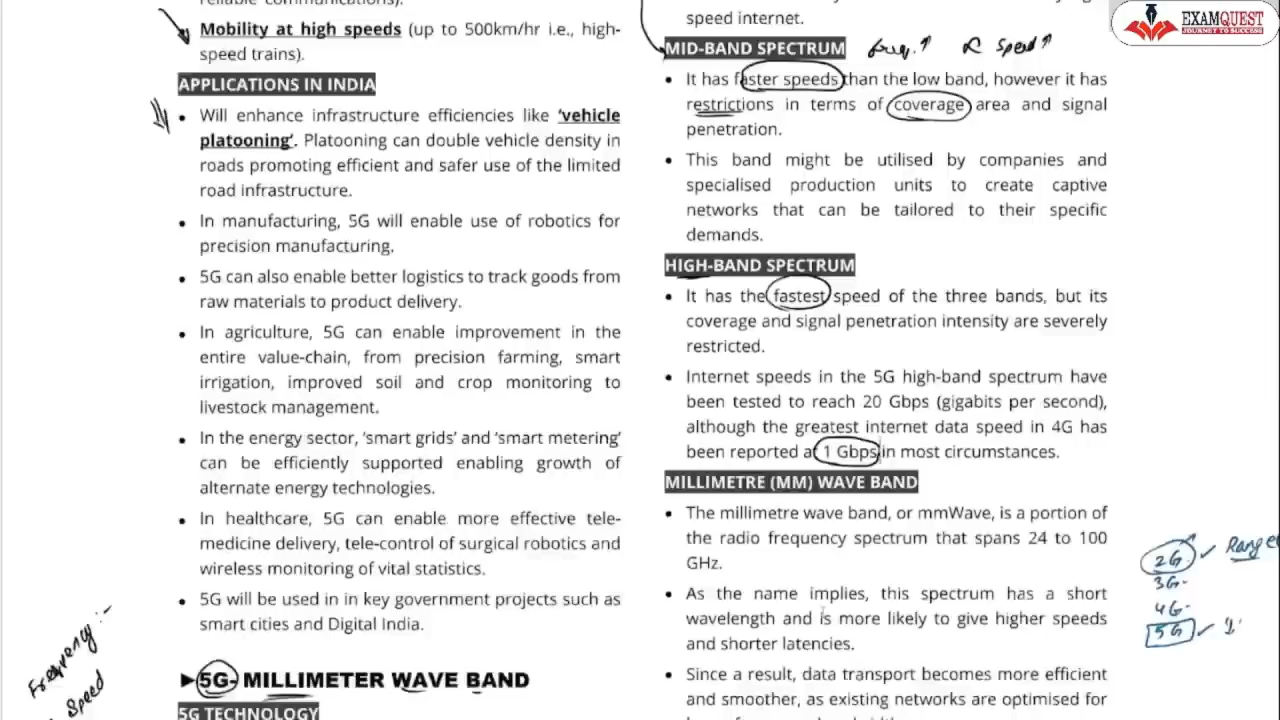 reliable communications).
Mobility at high speeds (up to 500km/hr i.e., high-
speed trains).
APPLICATIONS IN INDIA
• Will enhance infrastructure efficiencies like ‘vehicle
platooning’. Platooning can double vehicle density in
roads promoting efficient and safer use of the limited
road infrastructure.
• In manufacturing, 5G will enable use of robotics for
precision manufacturing.
• 5G can also enable better logistics to track goods from
raw materials to product delivery.
• In agriculture, 5G can enable improvement in the
entire value-chain, from precision farming, smart
irrigation, improved soil and crop monitoring to
livestock management.
• In the energy sector, ‘smart grids’ and ‘smart metering’
can be efficiently supported enabling growth of
alternate energy technologies.
• In healthcare, 5G can enable more effective tele-
medicine delivery, tele-control of surgical robotics and
wireless monitoring of vital statistics.
• 5G will be used in in key government projects such as
smart cities and Digital India.
Frequency:-
Speed
►5G- MILLIMETER WAVE BAND
5G TECHNOLOGY
speed internet.
MID-BAND SPECTRUM freq.↑ Speed↑
• It has faster speeds than the low band, however it has
restrictions in terms of coverage area and signal
penetration.
• This band might be utilised by companies and
specialised production units to create captive
networks that can be tailored to their specific
demands.
HIGH-BAND SPECTRUM
• It has the fastest speed of the three bands, but its
coverage and signal penetration intensity are severely
restricted.
• Internet speeds in the 5G high-band spectrum have
been tested to reach 20 Gbps (gigabits per second),
although the greatest internet data speed in 4G has
been reported at 1 Gbps in most circumstances.
MILLIMETRE (MM) WAVE BAND
• The millimetre wave band, or mmWave, is a portion of
the radio frequency spectrum that spans 24 to 100
GHz.
• As the name implies, this spectrum has a short
wavelength and is more likely to give higher speeds
and shorter latencies.
• Since a result, data transport becomes more efficient
and smoother, as existing networks are optimised for
EXAMQUEST
JOURNEY TO SUCCESS
2G ✓ Range
3G-
4G-
5G ✓